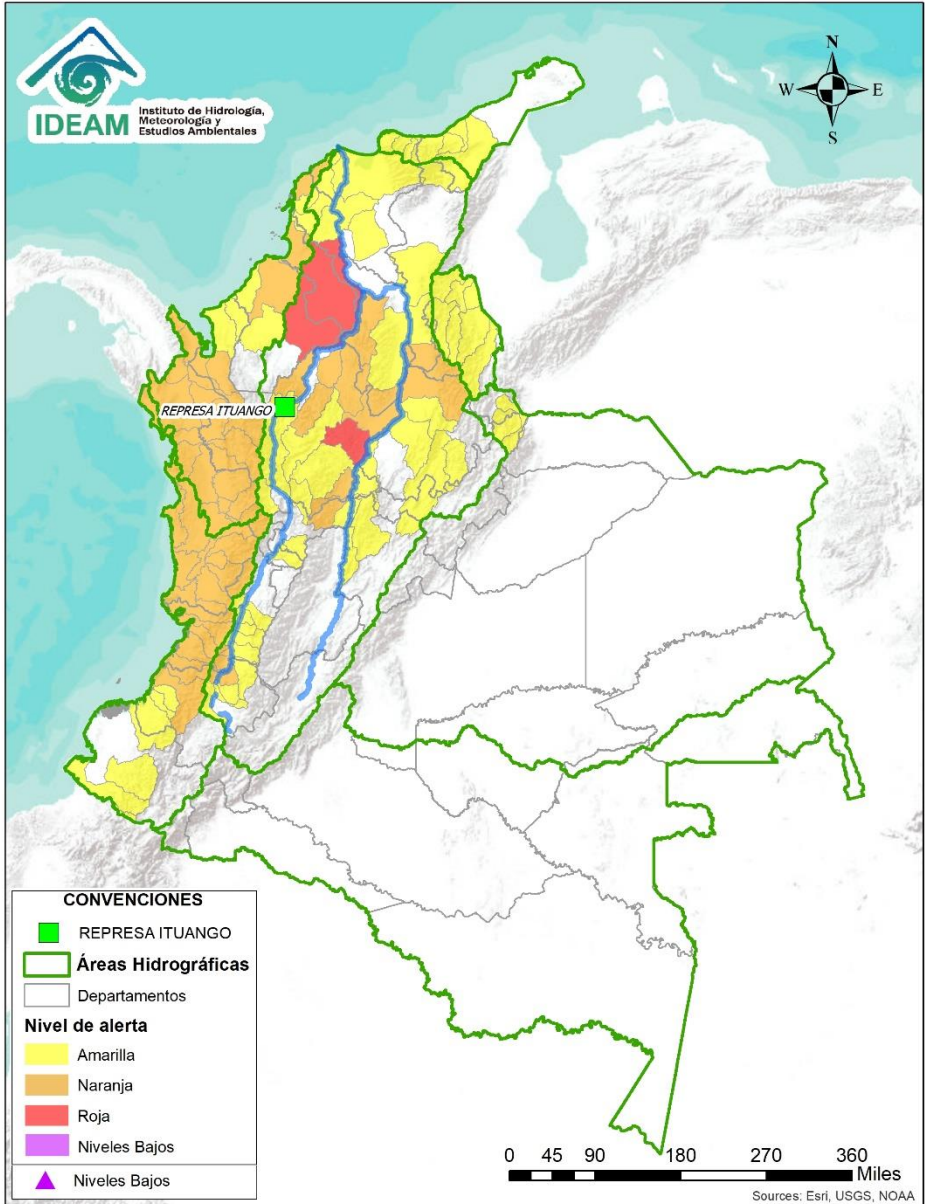 IDEAM
Instituto de Hidrología,
Meteorología y
Estudios Ambientales
N
W
E
S
REPRESA ITUANGO
CONVENCIONES
REPRESA ITUANGO
Áreas Hidrográficas
Departamentos
Nivel de alerta
Amarilla
Naranja
Roja
Niveles Bajos
Niveles Bajos
0 45 90 180 270 360
Miles
Sources: Esri, USGS, NOAA